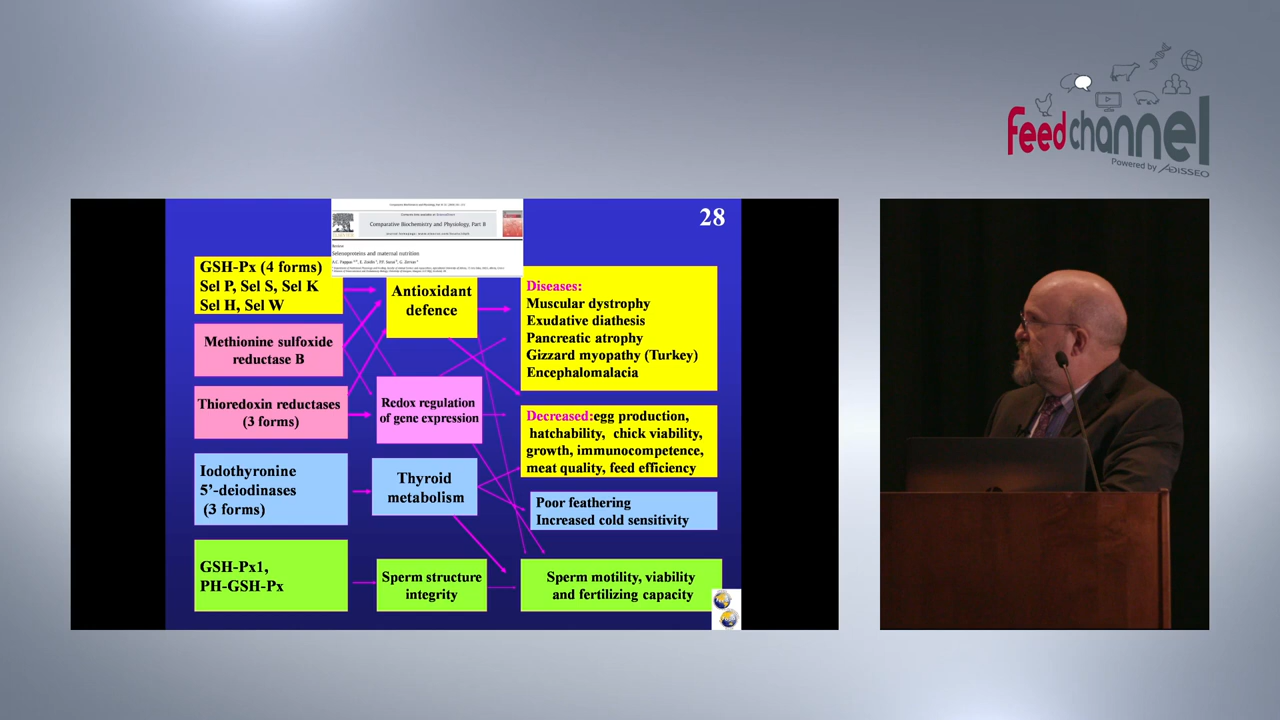 feedchannel
Powered by ADISSEO
28
Comparative Biochemistry and Physiology, Part B
Selenoproteins and maternal nutrition
GSH-Px (4 forms)
Sel P, Sel S, Sel K
Sel H, Sel W
Methionine sulfoxide
reductase B
Thioredoxin reductases
(3 forms)
Iodothyronine
5’-deiodinases
(3 forms)
GSH-Px1,
PH-GSH-Px
Antioxidant
defence
Redox regulation
of gene expression
Thyroid
metabolism
Sperm structure
integrity
Diseases:
Muscular dystrophy
Exudative diathesis
Pancreatic atrophy
Gizzard myopathy (Turkey)
Encephalomalacia
Decreased:egg production,
hatchability, chick viability,
growth, immunocompetence,
meat quality, feed efficiency
Poor feathering
Increased cold sensitivity
Sperm motility, viability
and fertilizing capacity